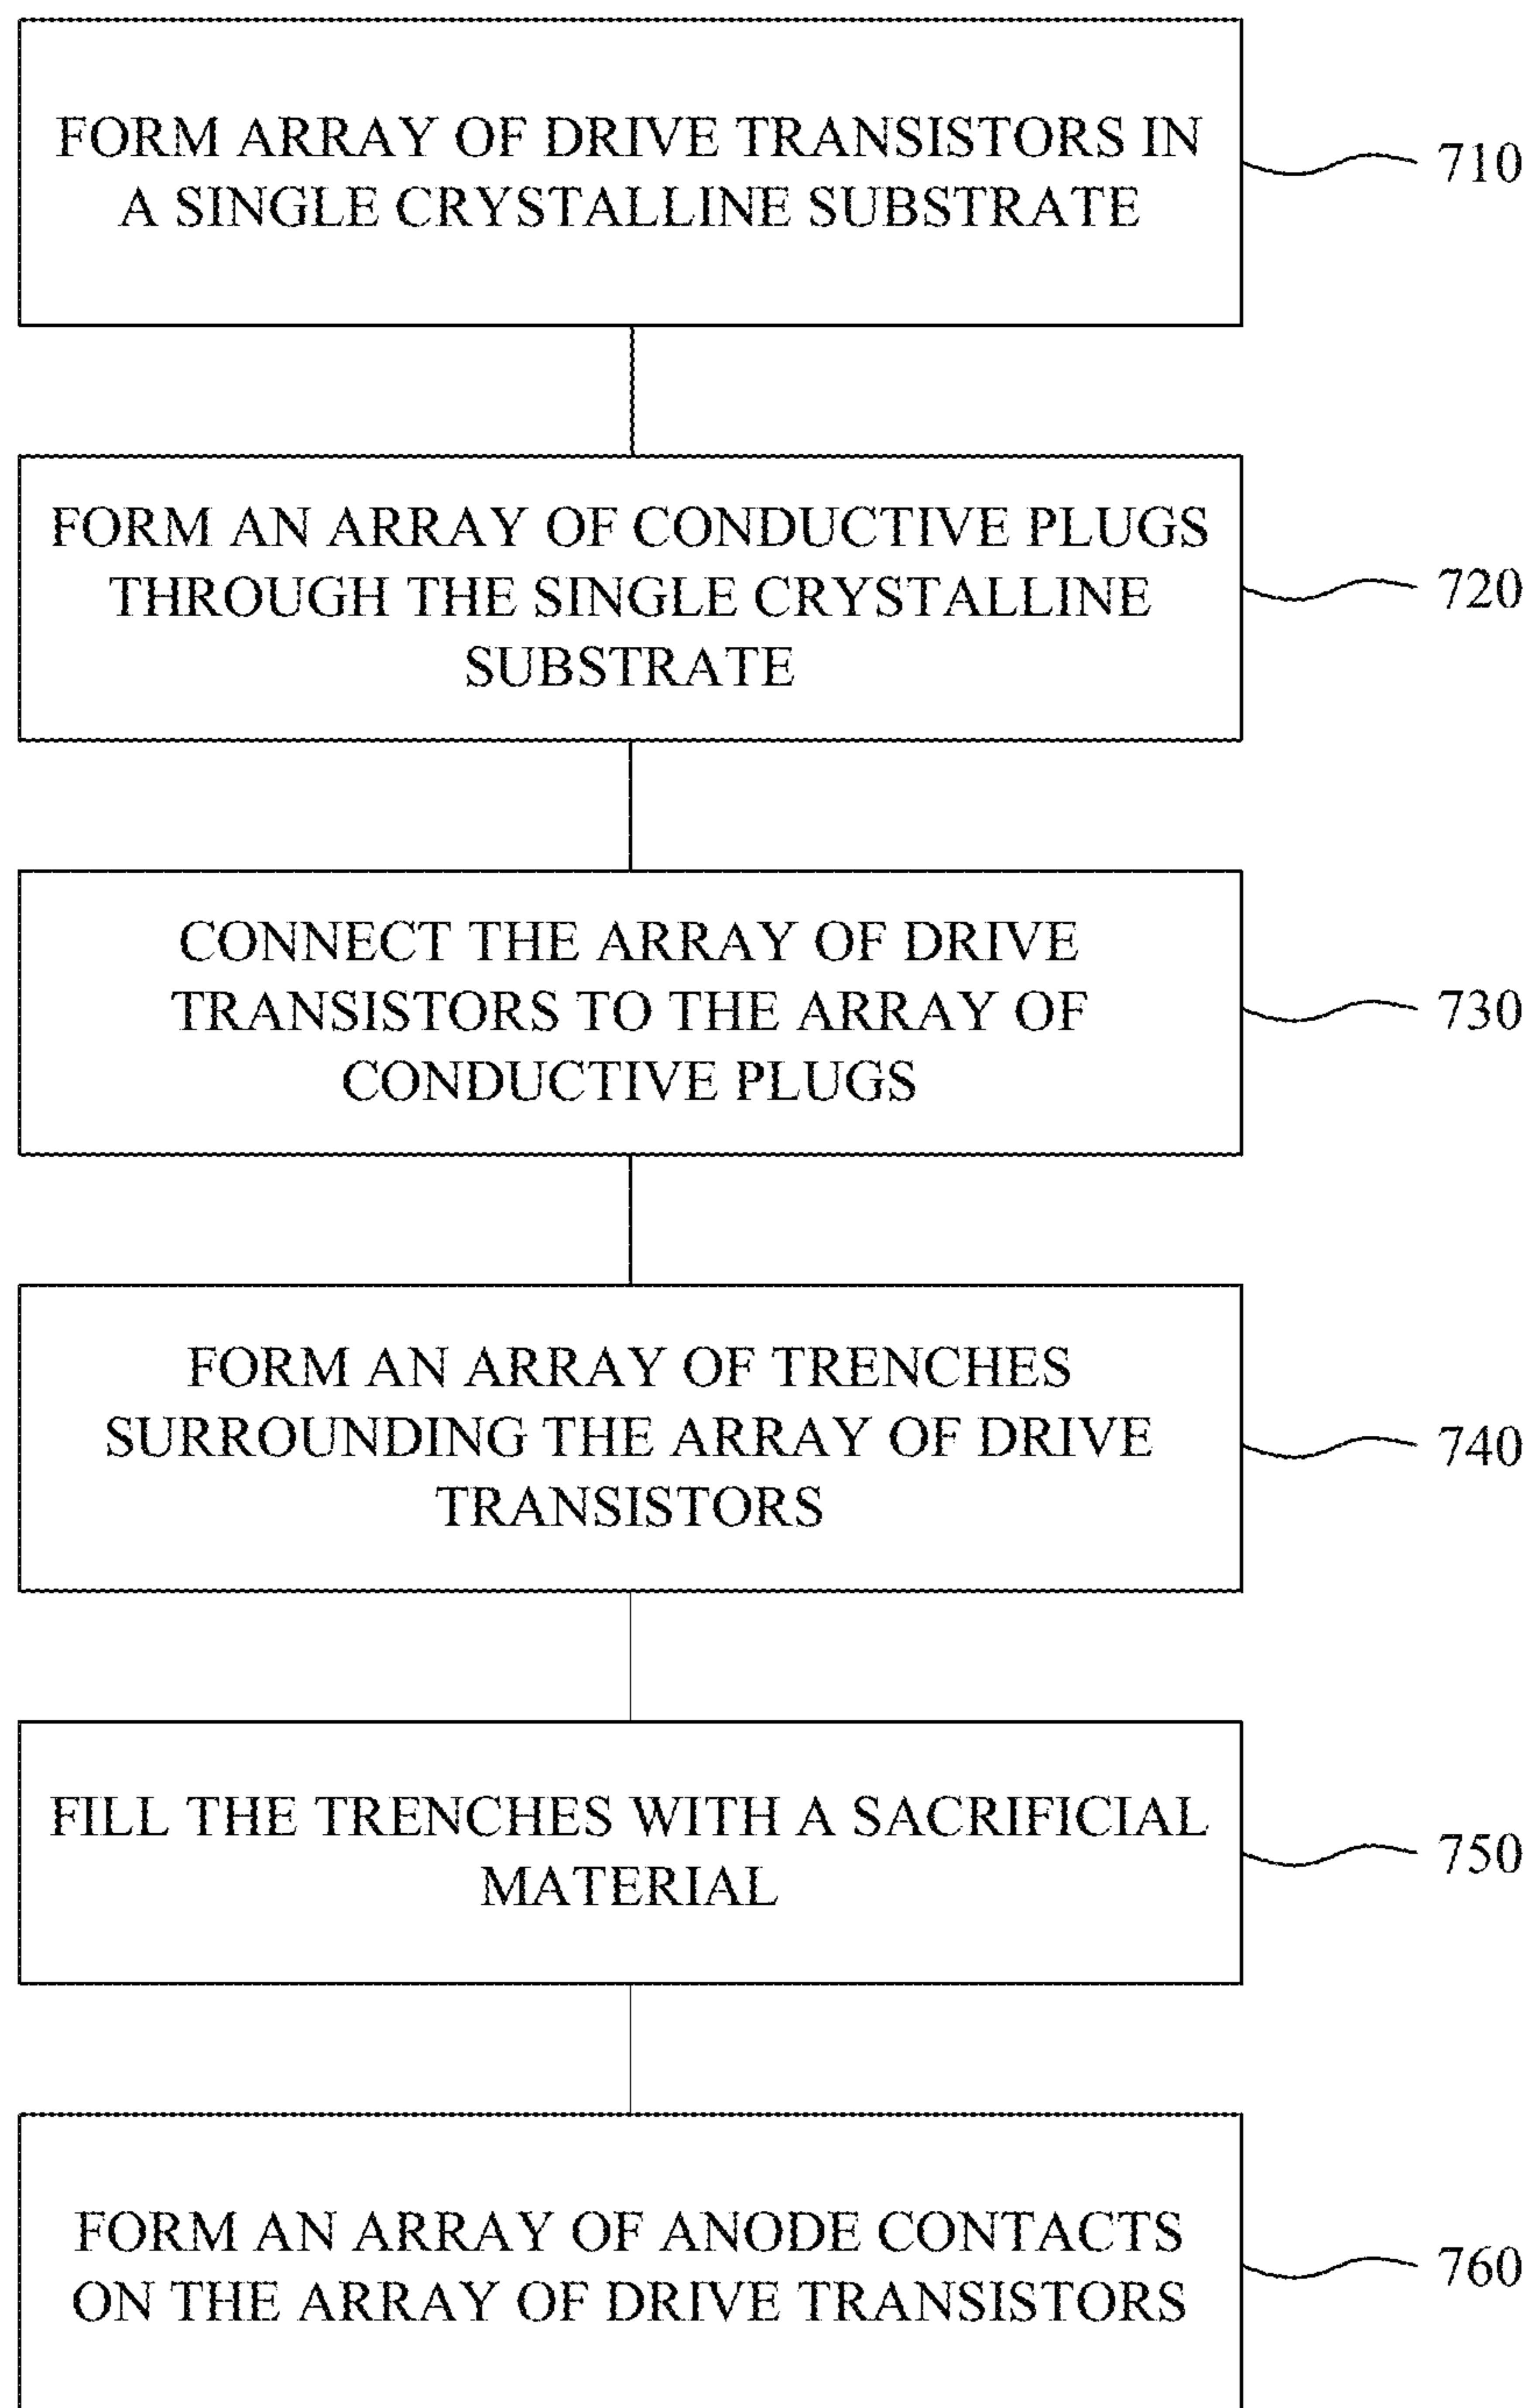 FORM ARRAY OF DRIVE TRANSISTORS IN
A SINGLE CRYSTALLINE SUBSTRATE
710
FORM AN ARRAY OF CONDUCTIVE PLUGS
THROUGH THE SINGLE CRYSTALLINE
SUBSTRATE
720
CONNECT THE ARRAY OF DRIVE
TRANSISTORS TO THE ARRAY OF
CONDUCTIVE PLUGS
730
FORM AN ARRAY OF TRENCHES
SURROUNDING THE ARRAY OF DRIVE
TRANSISTORS
740
FILL THE TRENCHES WITH A SACRIFICIAL
MATERIAL
750
FORM AN ARRAY OF ANODE CONTACTS
ON THE ARRAY OF DRIVE TRANSISTORS
760